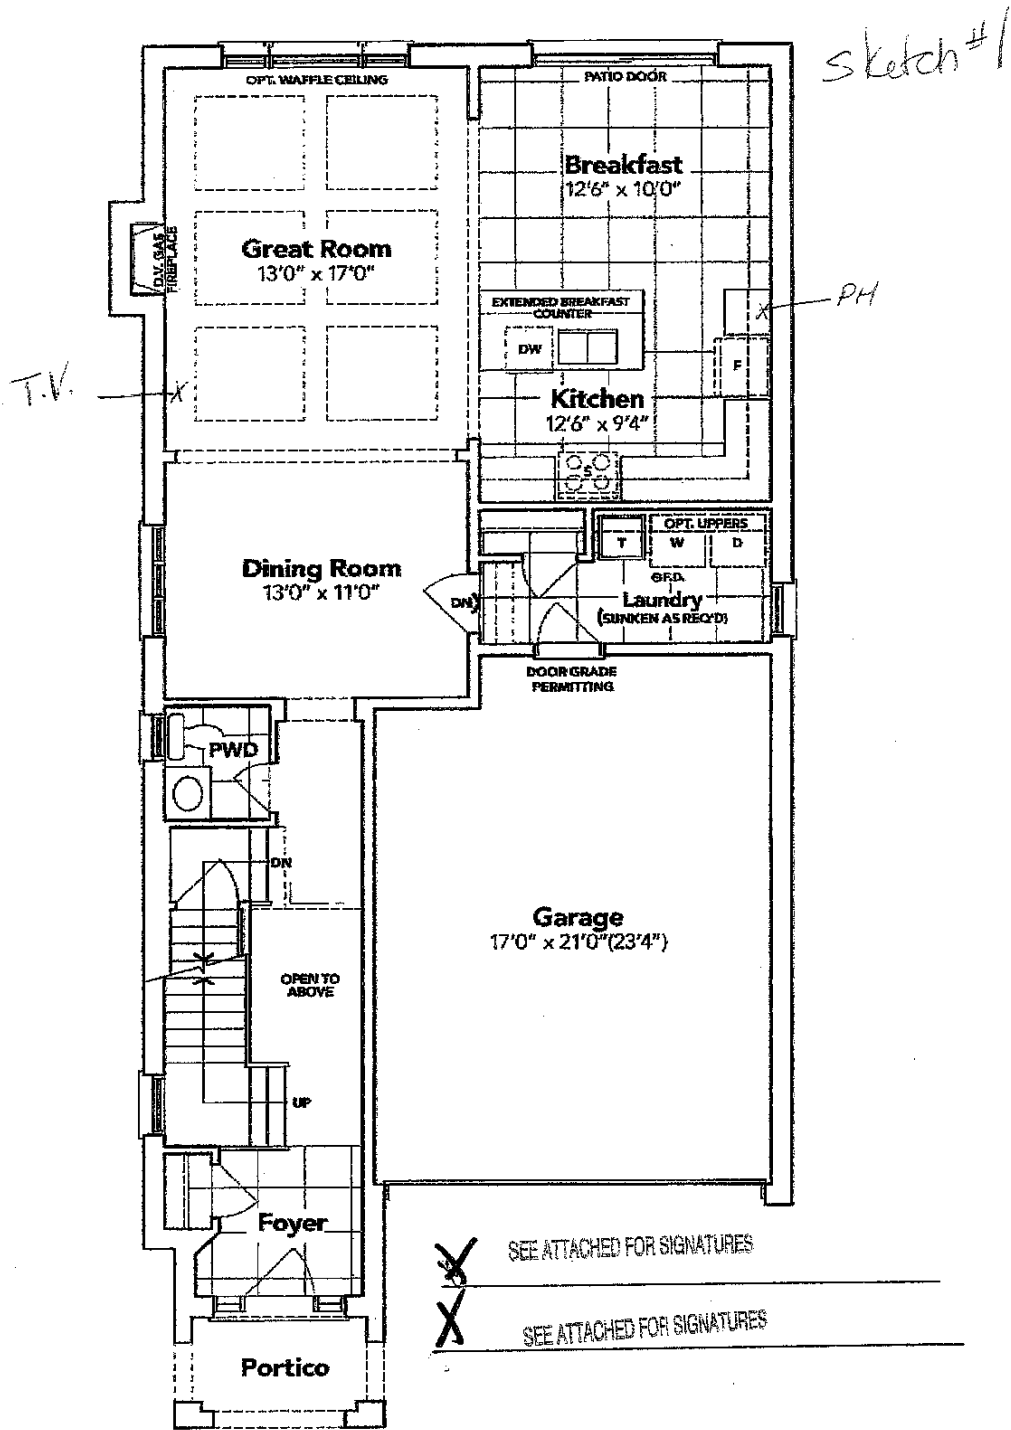 sketch #1
OPT. WAFFLE CEILING
PATIO DOOR
Breakfast
12'6" x 10'0"
Great Room
13'0" x 17'0"
D.V. GAS
FIREPLACE
EXTENDED BREAKFAST
COUNTER
PH
DW
F
T.V.
X
X
Kitchen
12'6" x 9'4"
S
OPT. UPPERS
T
W
D
Dining Room
13'0" x 11'0"
DN
G.F.D.
Laundry
(SUNKEN AS REQ'D)
DOOR GRADE
PERMITTING
PWD
DN
Garage
17'0" x 21'0"(23'4")
OPEN TO
ABOVE
UP
Foyer
X SEE ATTACHED FOR SIGNATURES
X SEE ATTACHED FOR SIGNATURES
Portico